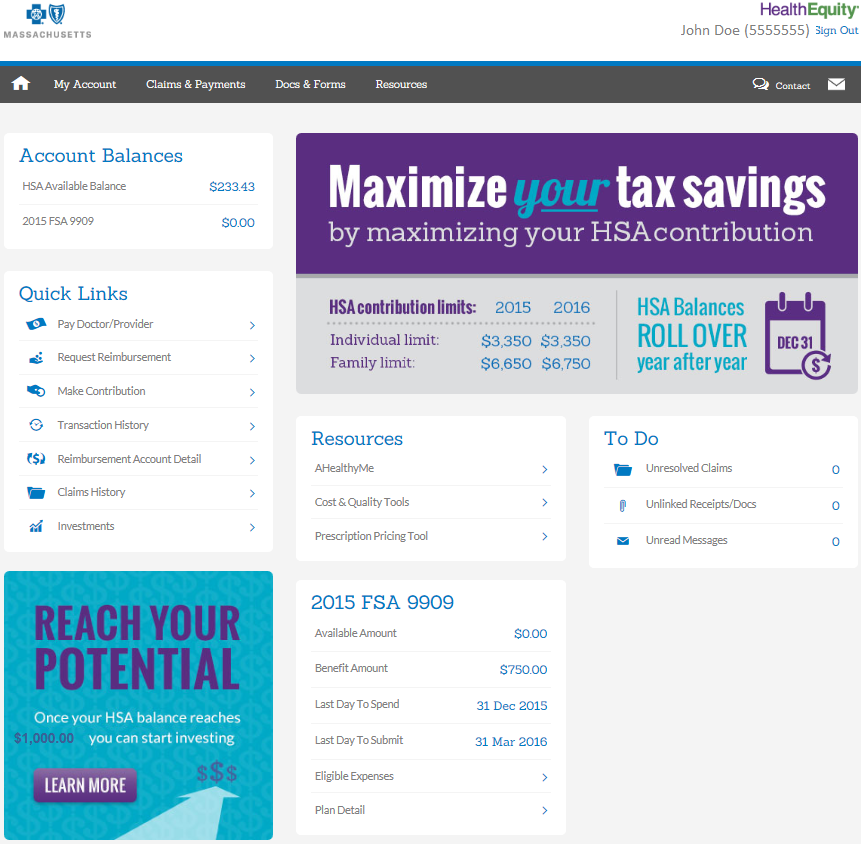 MASSACHUSETTS
HealthEquity
John Doe (5555555) Sign Out
My Account Claims & Payments Docs & Forms Resources Contact
Account Balances
HSA Available Balance $233.43
2015 FSA 9909 $0.00
Quick Links
Pay Doctor/Provider
Request Reimbursement
Make Contribution
Transaction History
Reimbursement Account Detail
Claims History
Investments
REACH YOUR
POTENTIAL
Once your HSA balance reaches
$1,000.00 you can start investing
$$$
LEARN MORE
Maximize your tax savings
by maximizing your HSA contribution
HSA contribution limits: 2015 2016
Individual limit: $3,350 $3,350
Family limit: $6,650 $6,750
HSA Balances
ROLL OVER
year after year
DEC 31
$
Resources
AHealthyMe
Cost & Quality Tools
Prescription Pricing Tool
To Do
Unresolved Claims 0
Unlinked Receipts/Docs 0
Unread Messages 0
2015 FSA 9909
Available Amount $0.00
Benefit Amount $750.00
Last Day To Spend 31 Dec 2015
Last Day To Submit 31 Mar 2016
Eligible Expenses
Plan Detail